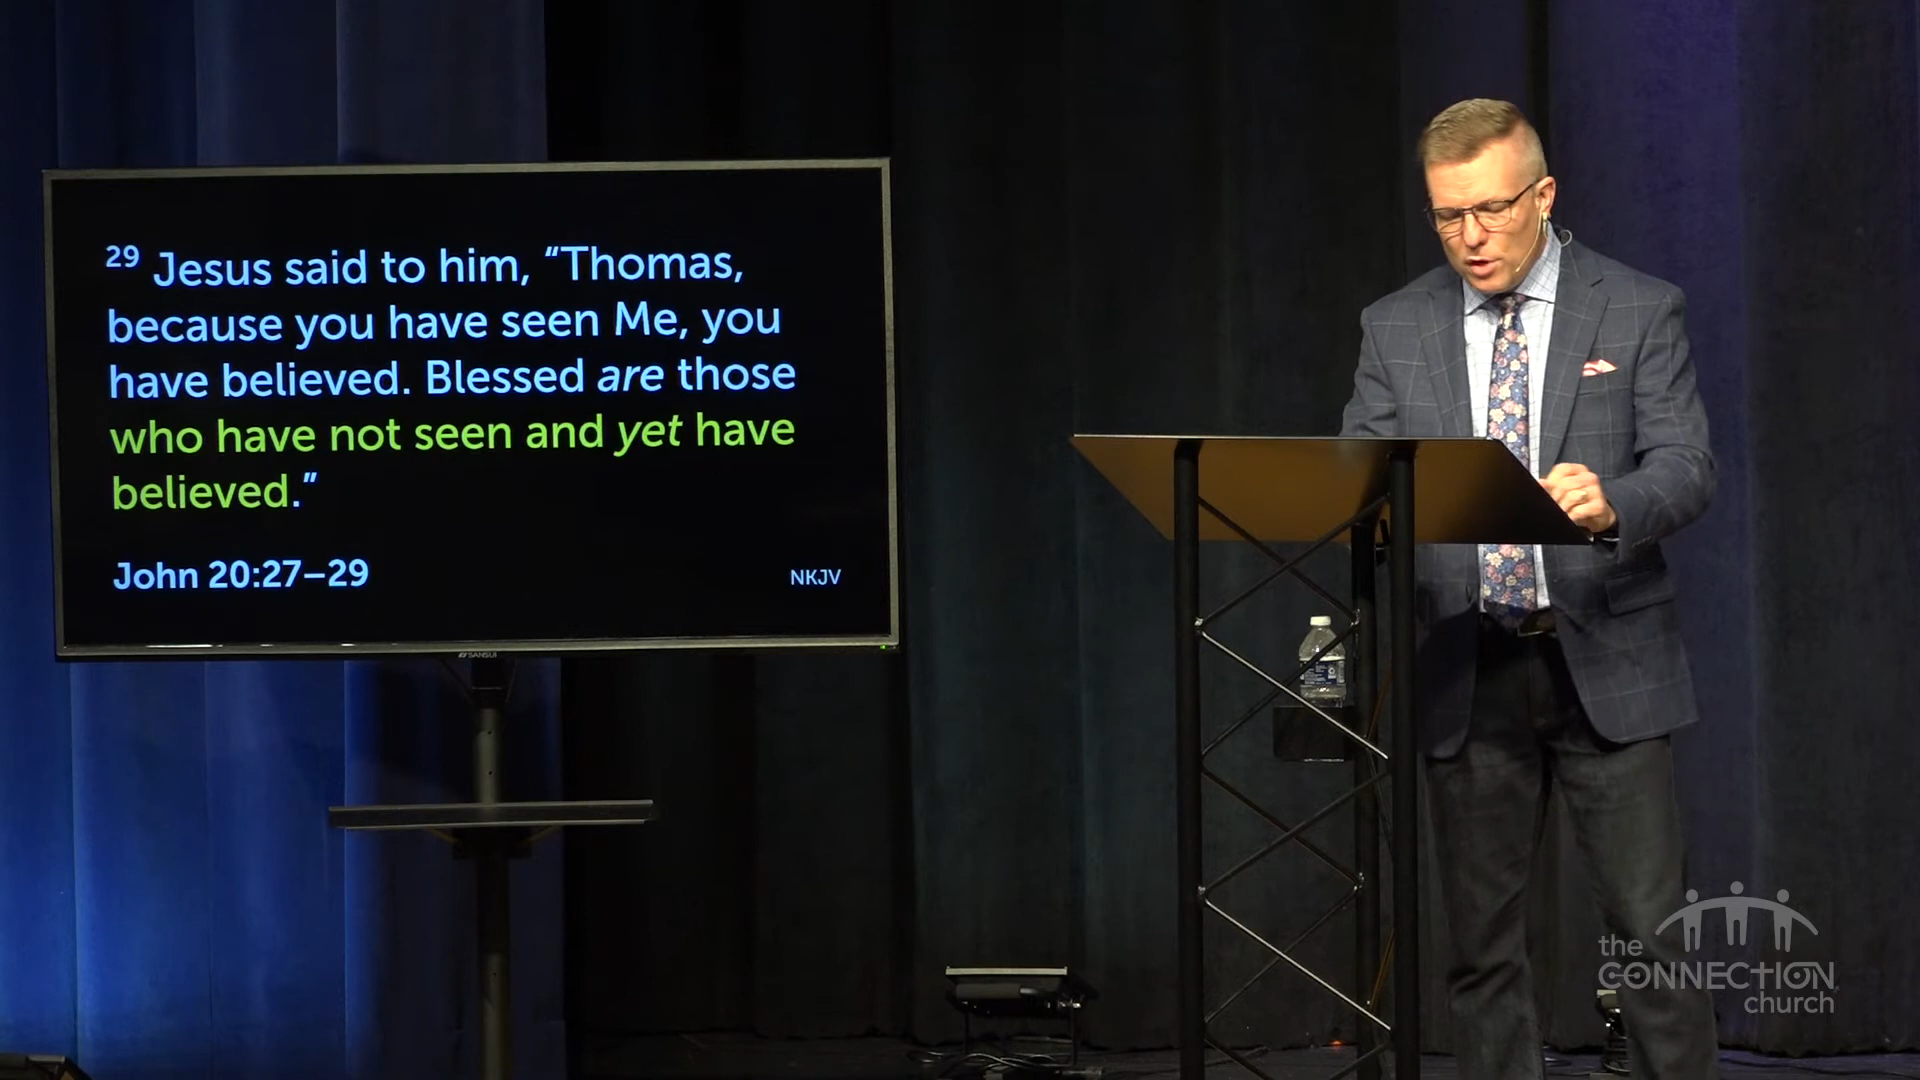 29 Jesus said to him, “Thomas,
because you have seen Me, you
have believed. Blessed are those
who have not seen and yet have
believed.”
John 20:27–29
NKJV
SANSUI
the
CONNECTION
church